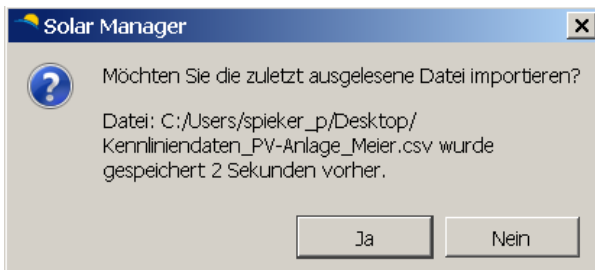 Solar Manager
Möchten Sie die zuletzt ausgelesene Datei importieren?
Datei: C:/Users/spieker_p/Desktop/
Kennliniendaten_PV-Anlage_Meier.csv wurde
gespeichert 2 Sekunden vorher.
Ja
Nein